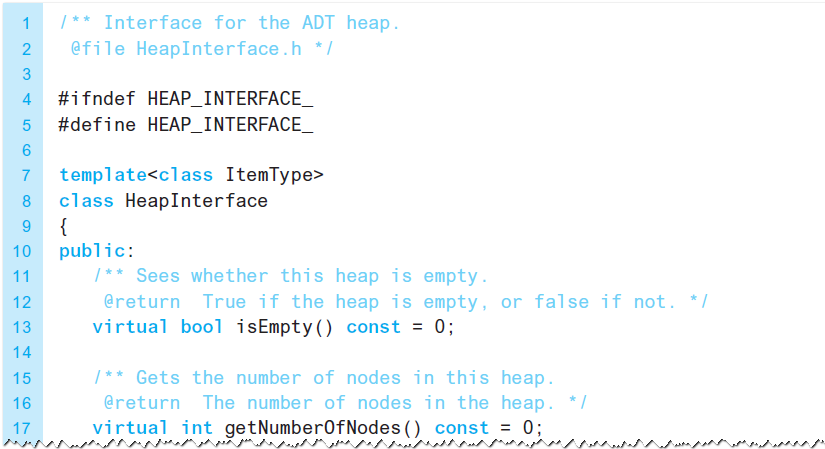 1 /** Interface for the ADT heap.
2 @file HeapInterface.h */
3
4 #ifndef HEAP_INTERFACE_
5 #define HEAP_INTERFACE_
6
7 template<class ItemType>
8 class HeapInterface
9 {
10 public:
11 /** Sees whether this heap is empty.
12 @return True if the heap is empty, or false if not. */
13 virtual bool isEmpty() const = 0;
14
15 /** Gets the number of nodes in this heap.
16 @return The number of nodes in the heap. */
17 virtual int getNumberOfNodes() const = 0;